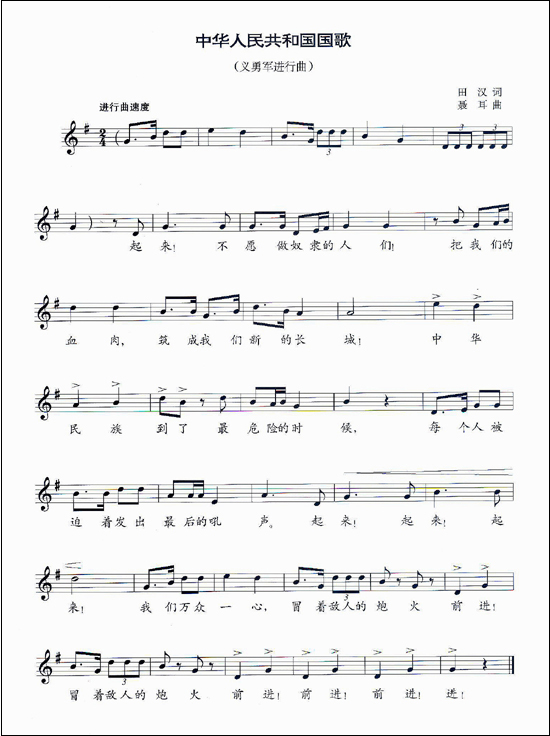 中华人民共和国国歌
（义勇军进行曲）
田汉词
进行曲速度
聂耳曲
2/4
3 3 3
起来！不愿做奴隶的人们！把我们的
血肉，筑成我们新的长城！中华
民族到了最危险的时候，每个人被
迫着发出最后的吼声。起来！起来！起
来！我们万众一心，冒着敌人的炮火前进！
3
冒着敌人的炮火前进！前进！前进！进！
3